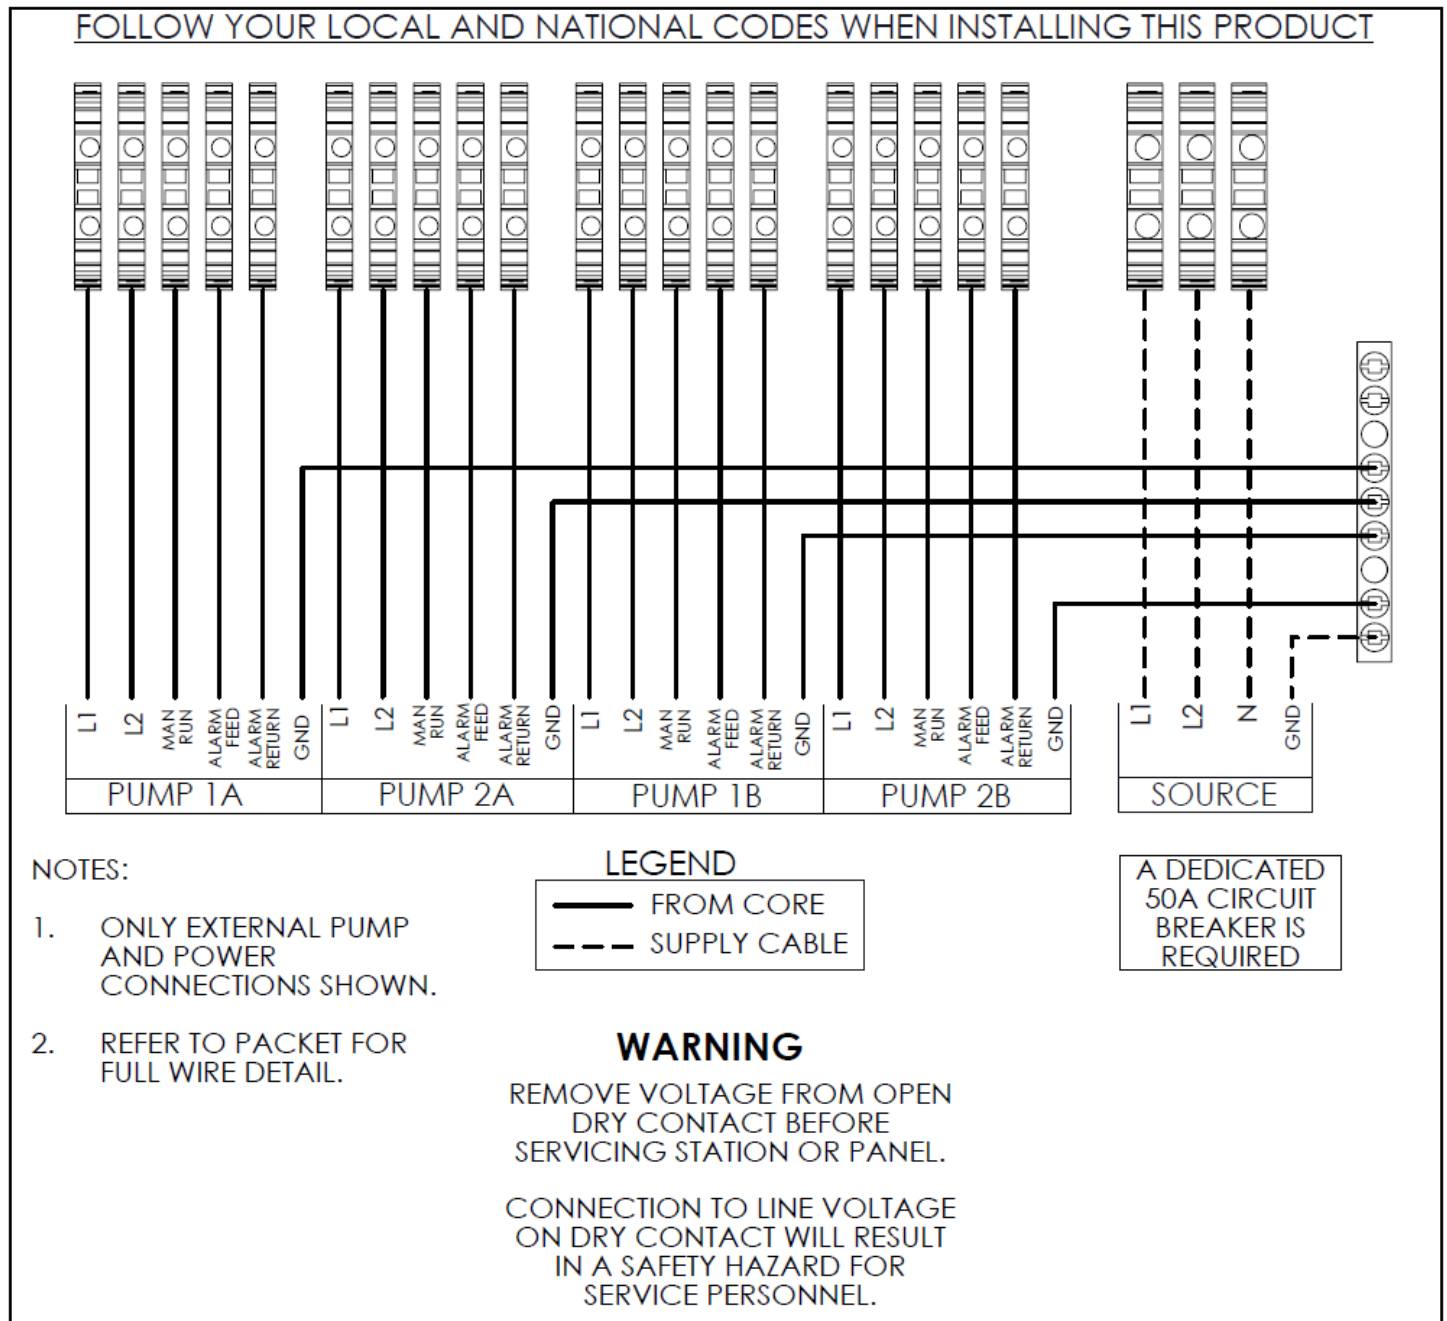 FOLLOW YOUR LOCAL AND NATIONAL CODES WHEN INSTALLING THIS PRODUCT
L1
L2
MAN
RUN
ALARM
FEED
ALARM
RETURN
GND
L1
L2
MAN
RUN
ALARM
FEED
ALARM
RETURN
GND
L1
L2
MAN
RUN
ALARM
FEED
ALARM
RETURN
GND
L1
L2
MAN
RUN
ALARM
FEED
ALARM
RETURN
GND
L1
L2
N
GND
PUMP 1A
PUMP 2A
PUMP 1B
PUMP 2B
SOURCE
NOTES:
1. ONLY EXTERNAL PUMP
AND POWER
CONNECTIONS SHOWN.
2. REFER TO PACKET FOR
FULL WIRE DETAIL.
LEGEND
FROM CORE
SUPPLY CABLE
A DEDICATED
50A CIRCUIT
BREAKER IS
REQUIRED
WARNING
REMOVE VOLTAGE FROM OPEN
DRY CONTACT BEFORE
SERVICING STATION OR PANEL.
CONNECTION TO LINE VOLTAGE
ON DRY CONTACT WILL RESULT
IN A SAFETY HAZARD FOR
SERVICE PERSONNEL.